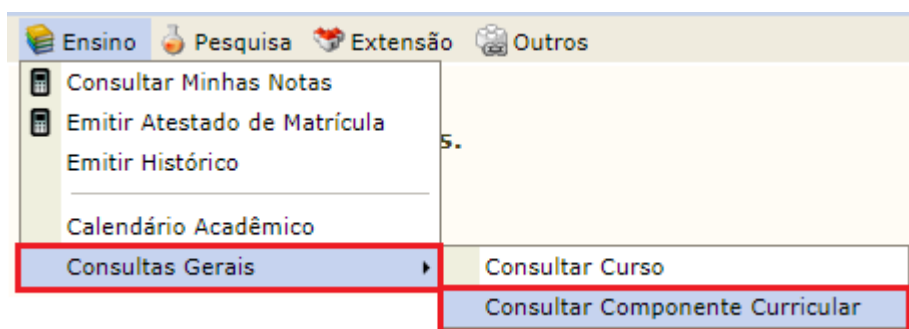 Ensino Pesquisa Extensão Outros
Consultar Minhas Notas
Emitir Atestado de Matrícula
s.
Emitir Histórico
Calendário Acadêmico
Consultas Gerais
Consultar Curso
Consultar Componente Curricular